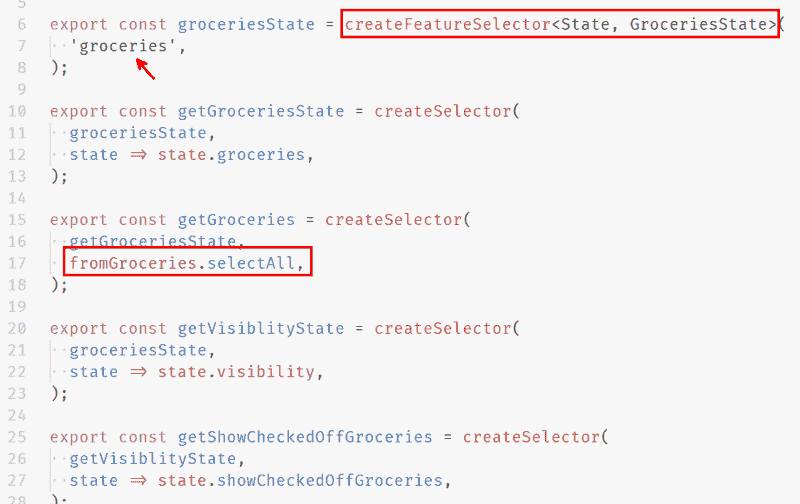 5
6 export const groceriesState = createFeatureSelector<State, GroceriesState>(
7 ··'groceries',
8 );
9
10 export const getGroceriesState = createSelector(
11 ··groceriesState,
12 ··state ⇒ state.groceries,
13 );
14
15 export const getGroceries = createSelector(
16 ··getGroceriesState,
17 ··fromGroceries.selectAll,
18 );
19
20 export const getVisiblityState = createSelector(
21 ··groceriesState,
22 ··state ⇒ state.visibility,
23 );
24
25 export const getShowCheckedOffGroceries = createSelector(
26 ··getVisiblityState,
27 ··state ⇒ state.showCheckedOffGroceries,
28 );